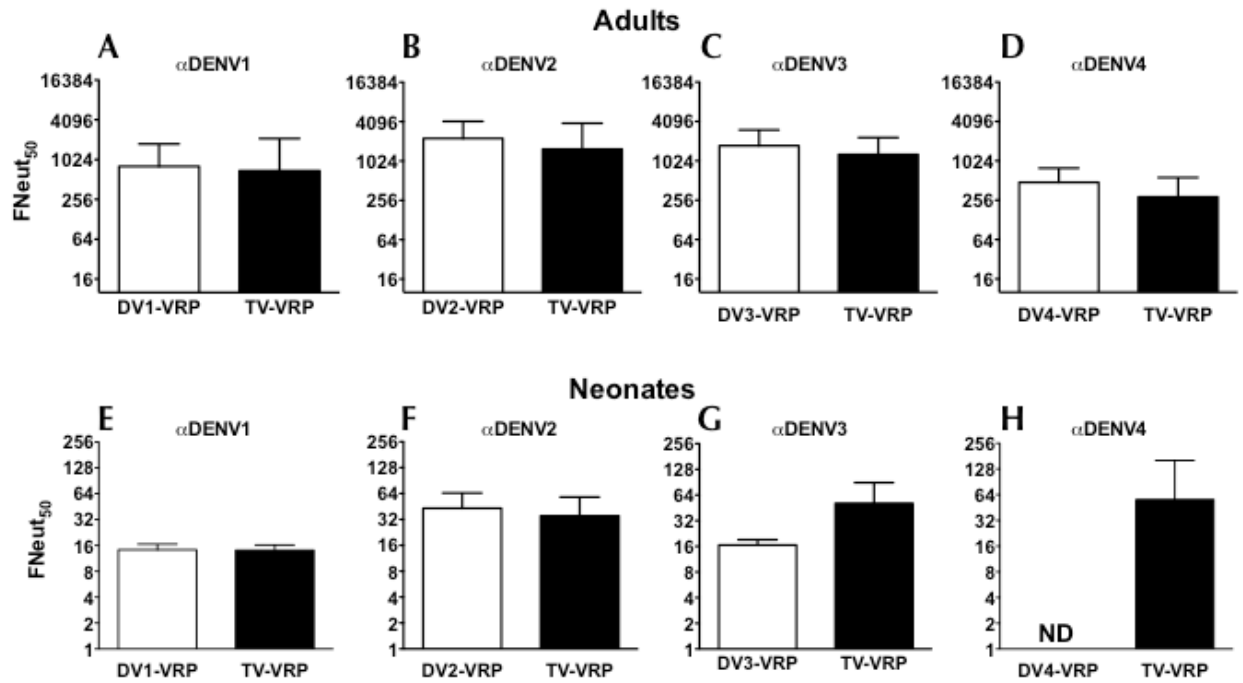 Adults
A B C D
αDENV1 αDENV2 αDENV3 αDENV4
16384 16384 16384 16384
4096 4096 4096 4096
1024 1024 1024 1024
256 256 256 256
64 64 64 64
16 16 16 16
FNeut50
DV1-VRP TV-VRP DV2-VRP TV-VRP DV3-VRP TV-VRP DV4-VRP TV-VRP
Neonates
E F G H
αDENV1 αDENV2 αDENV3 αDENV4
256 256 256 256
128 128 128 128
64 64 64 64
32 32 32 32
16 16 16 16
8 8 8 8
4 4 4 4
2 2 2 2
1 1 1 1
FNeut50
ND
DV1-VRP TV-VRP DV2-VRP TV-VRP DV3-VRP TV-VRP DV4-VRP TV-VRP